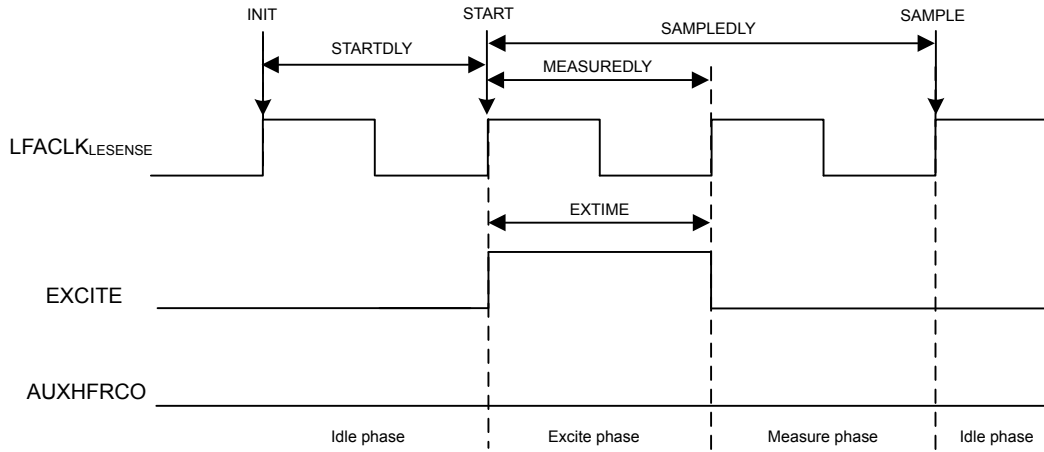 INIT
START
SAMPLE
STARTDLY
SAMPLEDLY
MEASUREDLY
LFACLKLESENSE
EXTIME
EXCITE
AUXHFRCO
Idle phase
Excite phase
Measure phase
Idle phase